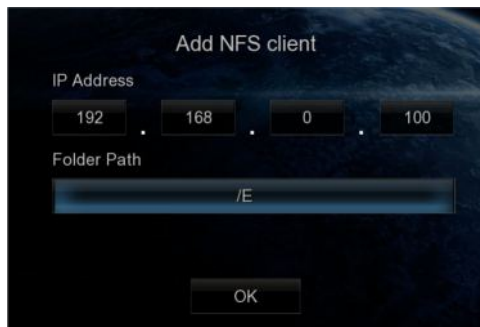 Add NFS client
IP Address
192 . 168 . 0 . 100
Folder Path
/E
OK